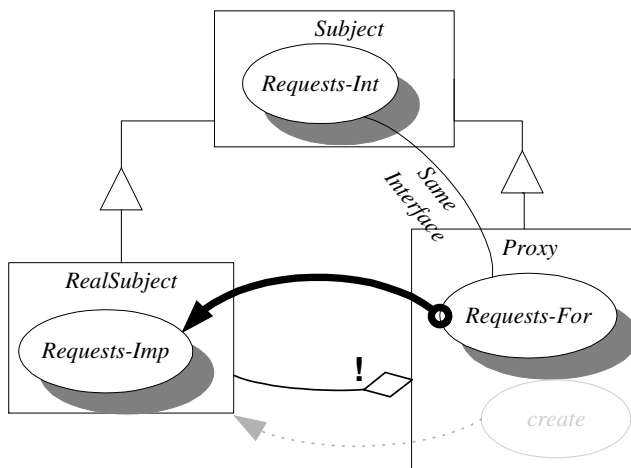 Subject
Requests-Int
Same
Interface
Proxy
RealSubject
Requests-For
Requests-Imp
!
create